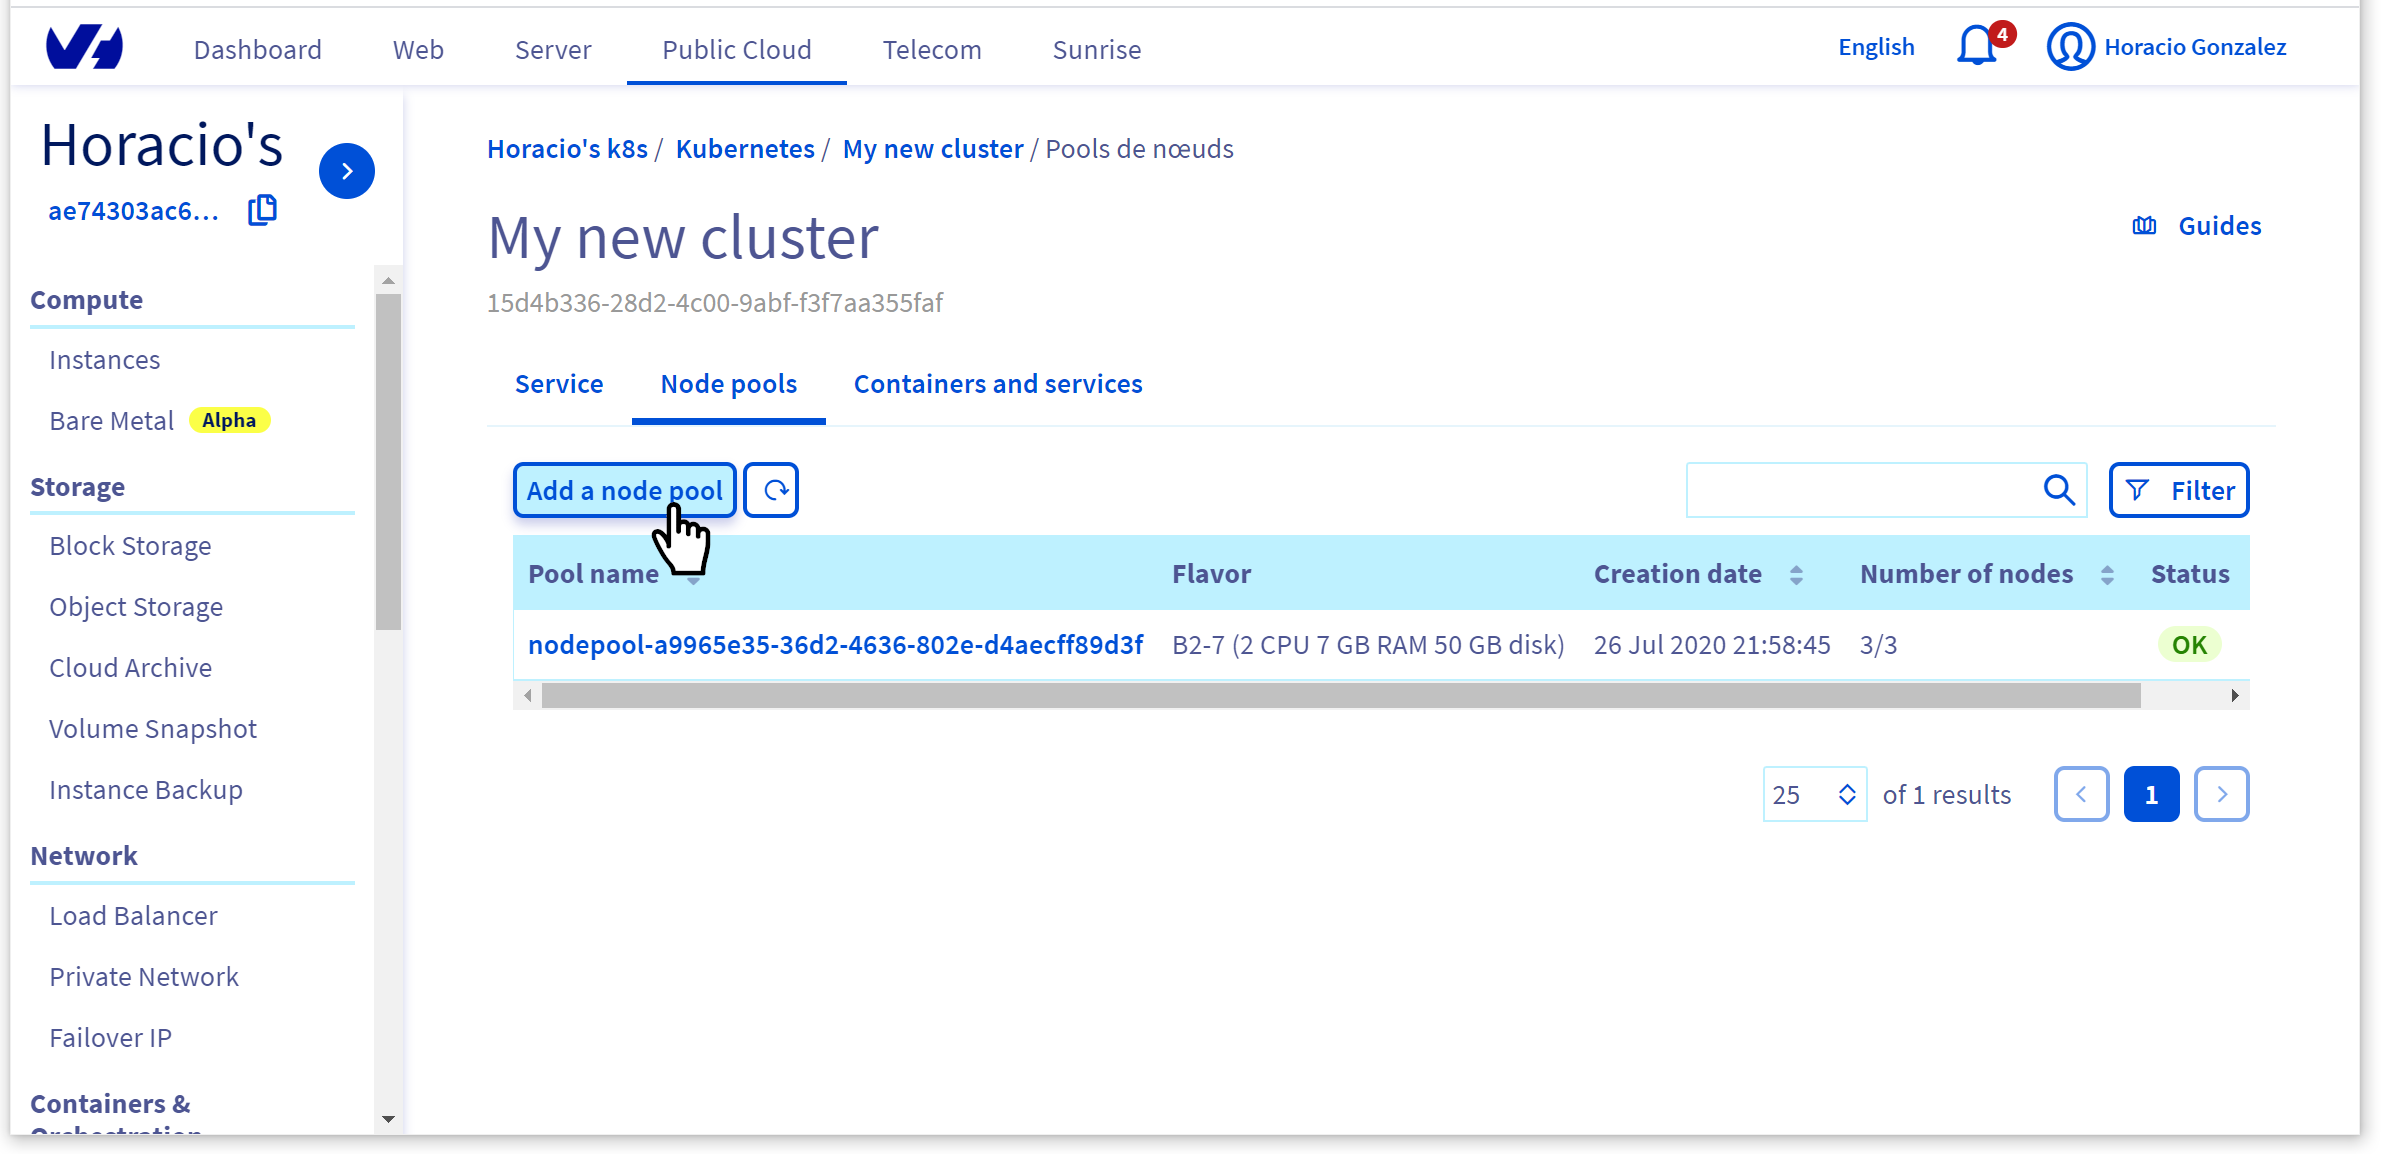 Dashboard Web Server Public Cloud Telecom Sunrise English 4 Horacio Gonzalez
Horacio's
ae74303ac6...
Compute
Instances
Bare Metal Alpha
Storage
Block Storage
Object Storage
Cloud Archive
Volume Snapshot
Instance Backup
Network
Load Balancer
Private Network
Failover IP
Containers &
Orchestration
Horacio's k8s / Kubernetes / My new cluster / Pools de nœuds
My new cluster
Guides
15d4b336-28d2-4c00-9abf-f3f7aa355faf
Service Node pools Containers and services
Add a node pool Filter
Pool name Flavor Creation date Number of nodes Status
nodepool-a9965e35-36d2-4636-802e-d4aecff89d3f B2-7 (2 CPU 7 GB RAM 50 GB disk) 26 Jul 2020 21:58:45 3/3 OK
25 of 1 results 1